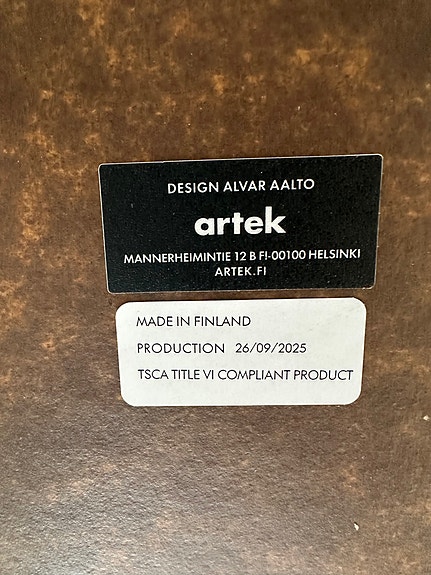 DESIGN ALVAR AALTO
artek
MANNERHEIMINTIE 12 B FI-00100 HELSINKI
ARTEK.FI
MADE IN FINLAND
PRODUCTION 26/09/2025
TSCA TITLE VI COMPLIANT PRODUCT